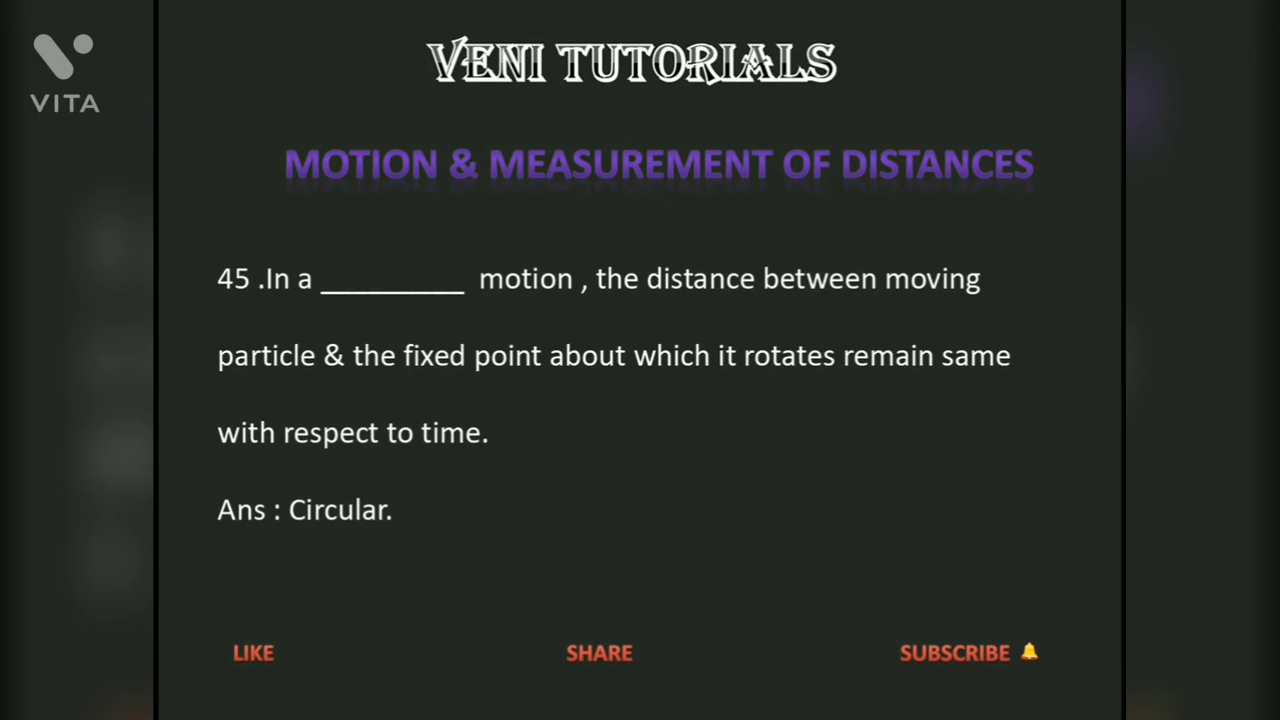 VITA
VENI TUTORIALS
MOTION & MEASUREMENT OF DISTANCES
45 .In a _________ motion , the distance between moving
particle & the fixed point about which it rotates remain same
with respect to time.
Ans : Circular.
LIKE SHARE SUBSCRIBE 🔔